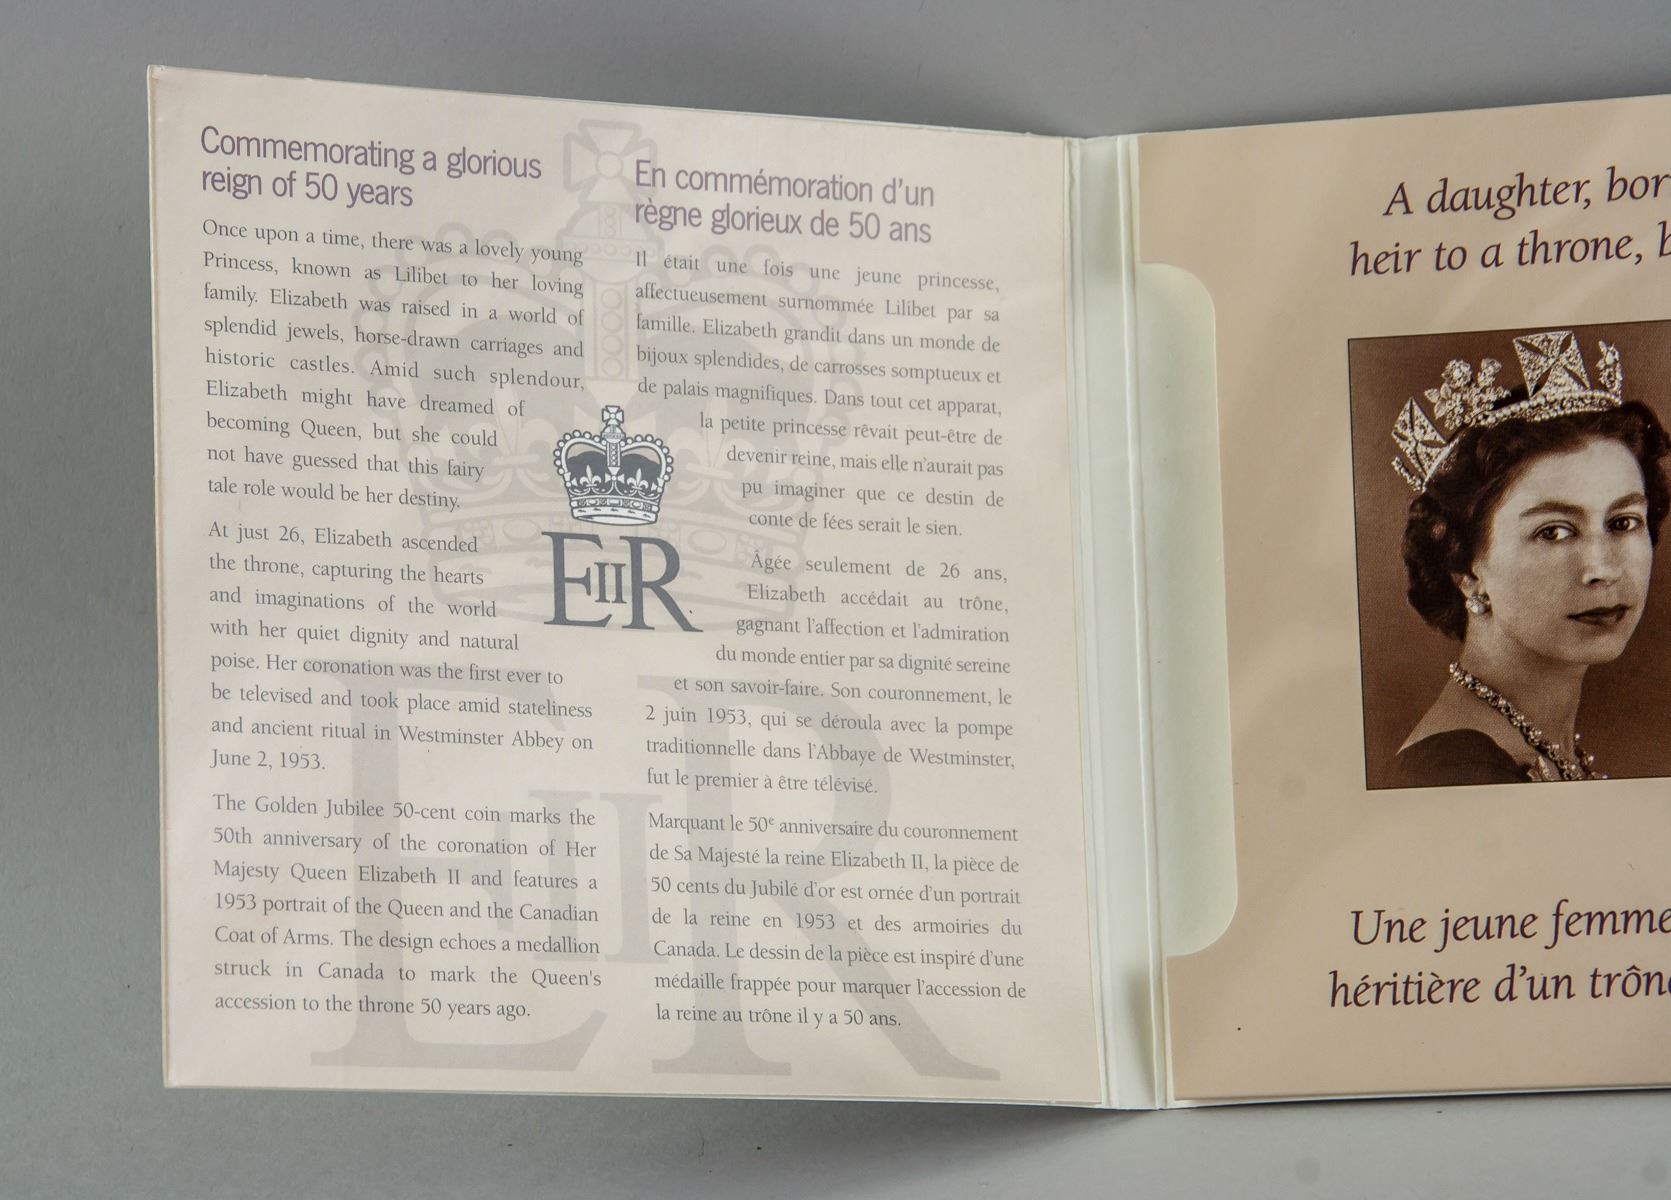 Commemorating a glorious
reign of 50 years
Once upon a time, there was a lovely young
Princess, known as Lilibet to her loving
family. Elizabeth was raised in a world of
splendid jewels, horse-drawn carriages and
historic castles. Amid such splendour,
Elizabeth might have dreamed of
becoming Queen, but she could
not have guessed that this fairy
tale role would be her destiny.
At just 26, Elizabeth ascended
the throne, capturing the hearts
and imaginations of the world
with her quiet dignity and natural
poise. Her coronation was the first ever to
be televised and took place amid stateliness
and ancient ritual in Westminster Abbey on
June 2, 1953.
The Golden Jubilee 50-cent coin marks the
50th anniversary of the coronation of Her
Majesty Queen Elizabeth II and features a
1953 portrait of the Queen and the Canadian
Coat of Arms. The design echoes a medallion
struck in Canada to mark the Queen's
accession to the throne 50 years ago.
EIIR
En commémoration d'un
règne glorieux de 50 ans
Il était une fois une jeune princesse,
affectueusement surnommée Lilibet par sa
famille. Elizabeth grandit dans un monde de
bijoux splendides, de carrosses somptueux et
de palais magnifiques. Dans tout cet apparat,
la petite princesse rêvait peut-être de
devenir reine, mais elle n'aurait pas
pu imaginer que ce destin de
conte de fées serait le sien.
Âgée seulement de 26 ans,
Elizabeth accédait au trône,
gagnant l'affection et l'admiration
du monde entier par sa dignité sereine
et son savoir-faire. Son couronnement, le
2 juin 1953, qui se déroula avec la pompe
traditionnelle dans l'Abbaye de Westminster,
fut le premier à être télévisé.
Marquant le 50e anniversaire du couronnement
de Sa Majesté la reine Elizabeth II, la pièce de
50 cents du Jubilé d'or est ornée d'un portrait
de la reine en 1953 et des armoiries du
Canada. Le dessin de la pièce est inspiré d'une
médaille frappée pour marquer l'accession de
la reine au trône il y a 50 ans.
EIIR
A daughter, bor
heir to a throne, b
Une jeune femme
héritière d'un trôn